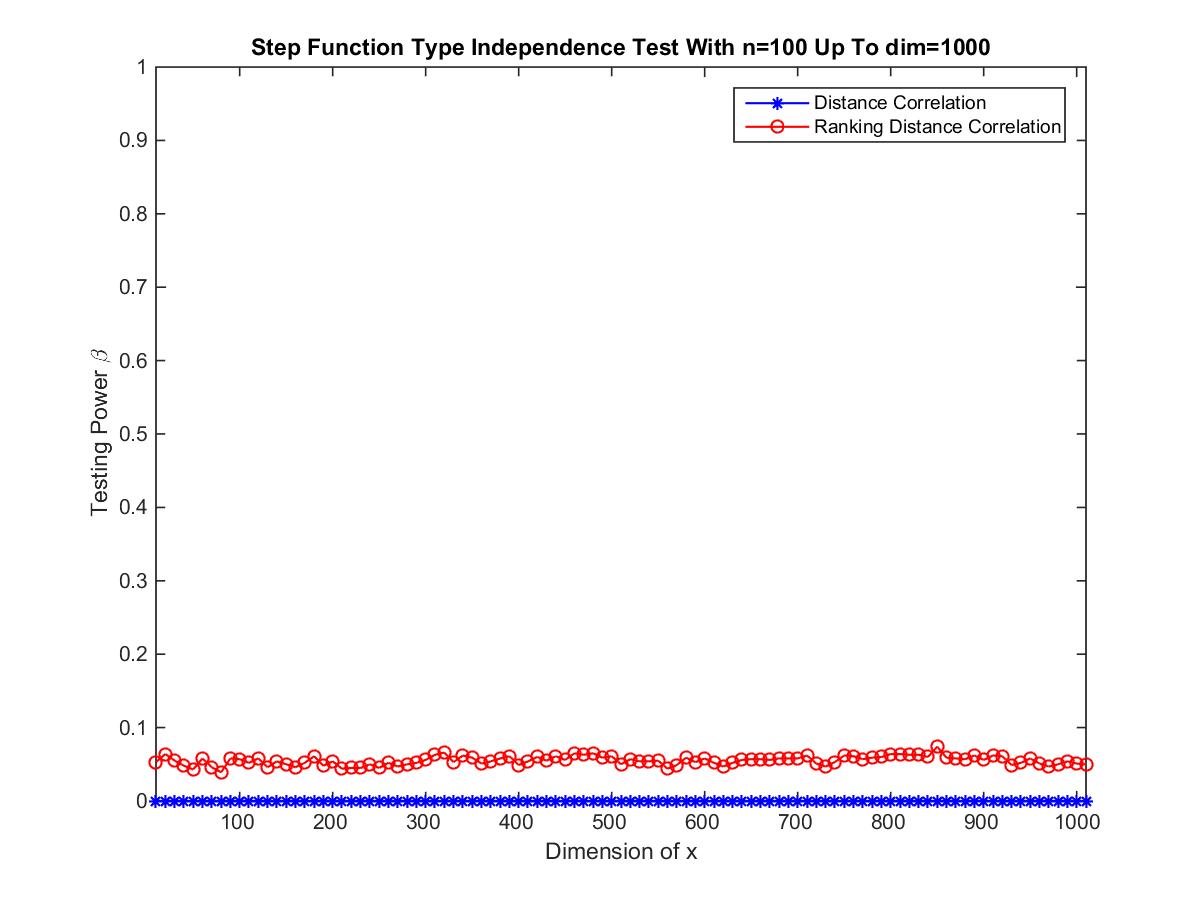 Step Function Type Independence Test With n=100 Up To dim=1000
Distance Correlation
Ranking Distance Correlation
1
0.9
0.8
0.7
0.6
0.5
0.4
0.3
0.2
0.1
0
Testing Power β
100 200 300 400 500 600 700 800 900 1000
Dimension of x